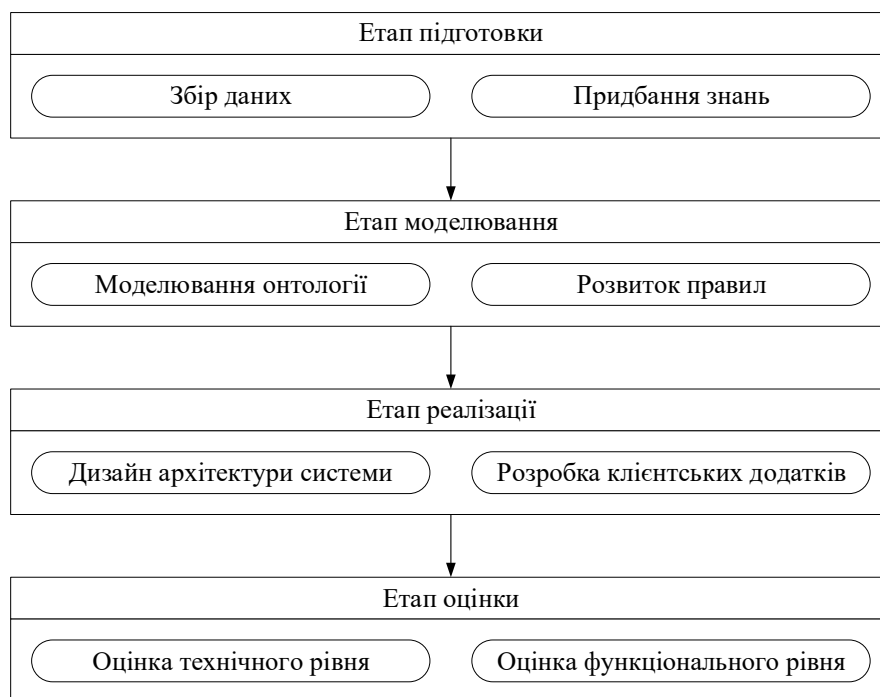 Етап підготовки
Збір даних
Придбання знань
Етап моделювання
Моделювання онтології
Розвиток правил
Етап реалізації
Дизайн архітектури системи
Розробка клієнтських додатків
Етап оцінки
Оцінка технічного рівня
Оцінка функціонального рівня